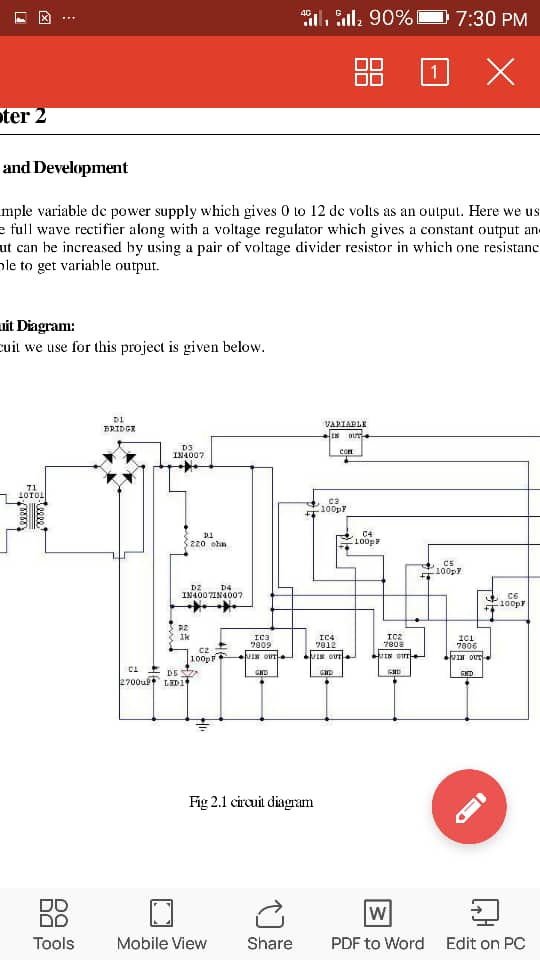 4G 1 G 2 90% 7:30 PM
1
pter 2
and Development
mple variable dc power supply which gives 0 to 12 dc volts as an output. Here we us
e full wave rectifier along with a voltage regulator which gives a constant output an
ut can be increased by using a pair of voltage divider resistor in which one resistanc
ble to get variable output.
uit Diagram:
cuit we use for this project is given below.
D1
BRIDGE
VARIABLE
IN OUT
COM
D3
IN4007
T1
10TO1
C3
100pF
R1
220 ohm
C4
100pF
C5
100pF
D2 D4
IN4007IN4007
C6
100pF
R2
1k
IC3
7809
IC4
7812
IC2
7808
IC1
7806
C2
100pF
VIN OUT
VIN OUT
VIN OUT
VIN OUT
GND
GND
GND
GND
C1
2700uF
D5
LED1
Fig 2.1 circuit diagram
W
Tools Mobile View Share PDF to Word Edit on PC